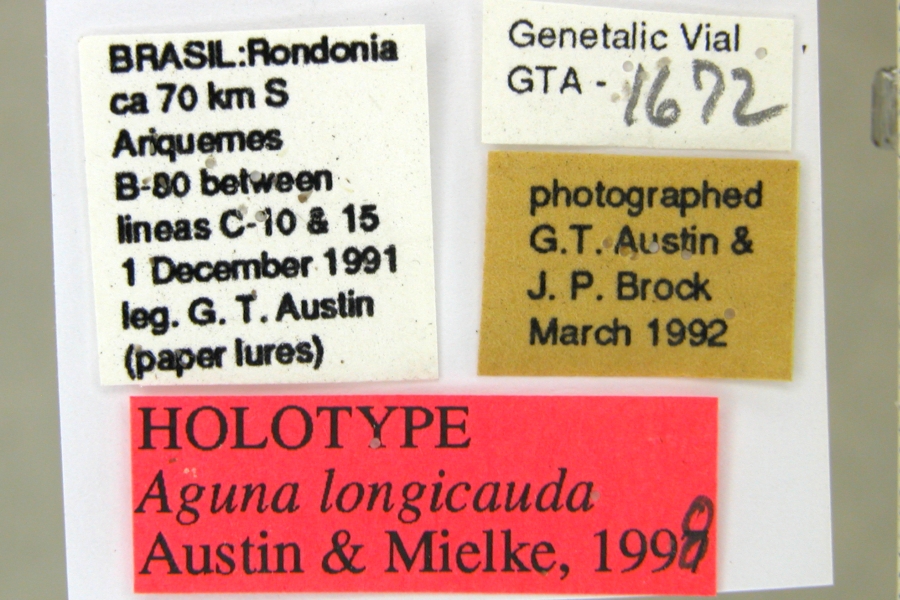 BRASIL:Rondonia
ca 70 km S
Ariquemes
B-80 between
lineas C-10 & 15
1 December 1991
leg. G. T. Austin
(paper lures)
Genetalic Vial
GTA - 1672
photographed
G.T. Austin &
J. P. Brock
March 1992
HOLOTYPE
Aguna longicauda
Austin & Mielke, 1998